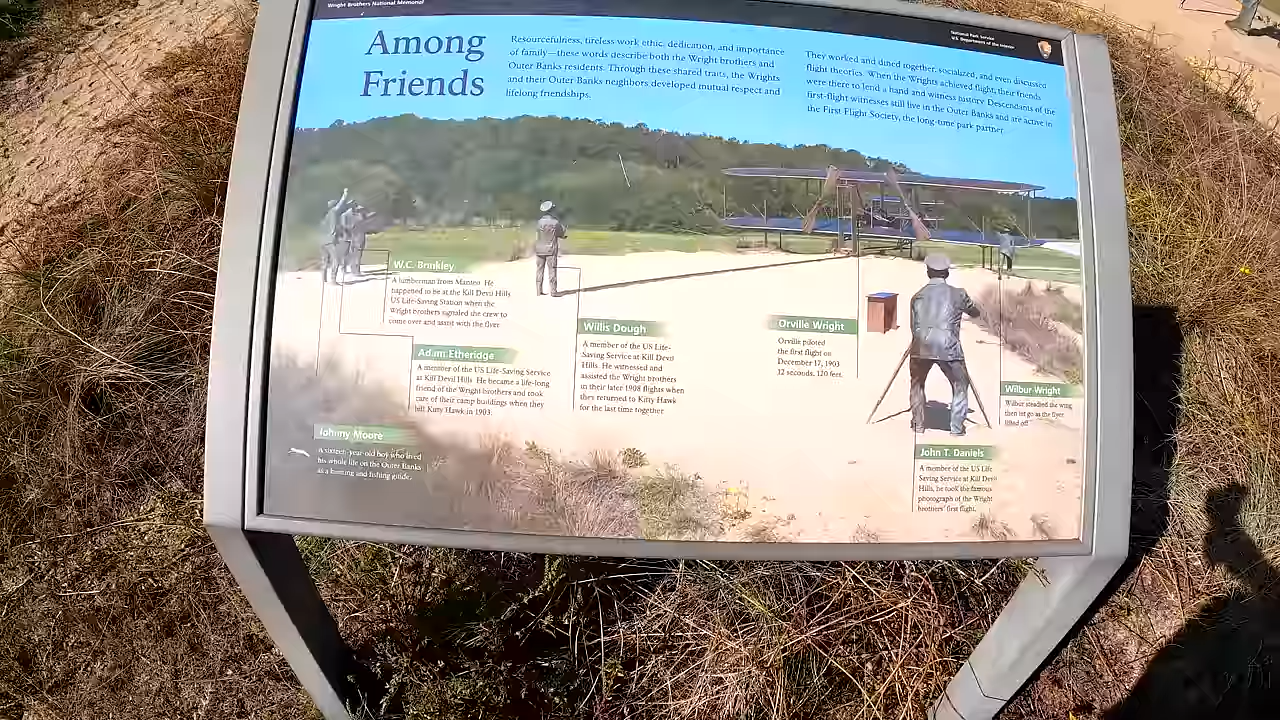 Wright Brothers National Memorial
National Park Service
U.S. Department of the Interior
Among
Friends
Resourcefulness, tireless work ethic, dedication, and importance
of family—these words describe both the Wright brothers and
Outer Banks residents. Through these shared traits, the Wrights
and their Outer Banks neighbors developed mutual respect and
lifelong friendships.
They worked and dined together, socialized, and even discussed
flight theories. When the Wrights achieved flight, their friends
were there to lend a hand and witness history. Descendants of the
first-flight witnesses still live in the Outer Banks and are active in
the First Flight Society, the long-time park partner.
W.C. Brinkley
A lumberman from Manteo. He
happened to be at the Kill Devil Hills
US Life-Saving Station when the
Wright brothers signaled the crew to
come over and assist with the flyer.
Adam Etheridge
A member of the US Life-Saving Service
at Kill Devil Hills. He became a life-long
friend of the Wright brothers and took
care of their camp buildings when they
left Kitty Hawk in 1903.
Johnny Moore
A sixteen-year-old boy who lived
his whole life on the Outer Banks
as a hunting and fishing guide.
Willis Dough
A member of the US Life-
Saving Service at Kill Devil
Hills. He witnessed and
assisted the Wright brothers
in their later 1908 flights when
they returned to Kitty Hawk
for the last time together.
Orville Wright
Orville piloted
the first flight on
December 17, 1903
12 seconds, 120 feet.
Wilbur Wright
Wilbur steadied the wing
then let go as the flyer
lifted off.
John T. Daniels
A member of the US Life
Saving Service at Kill Devil
Hills, he took the famous
photograph of the Wright
brothers' first flight.